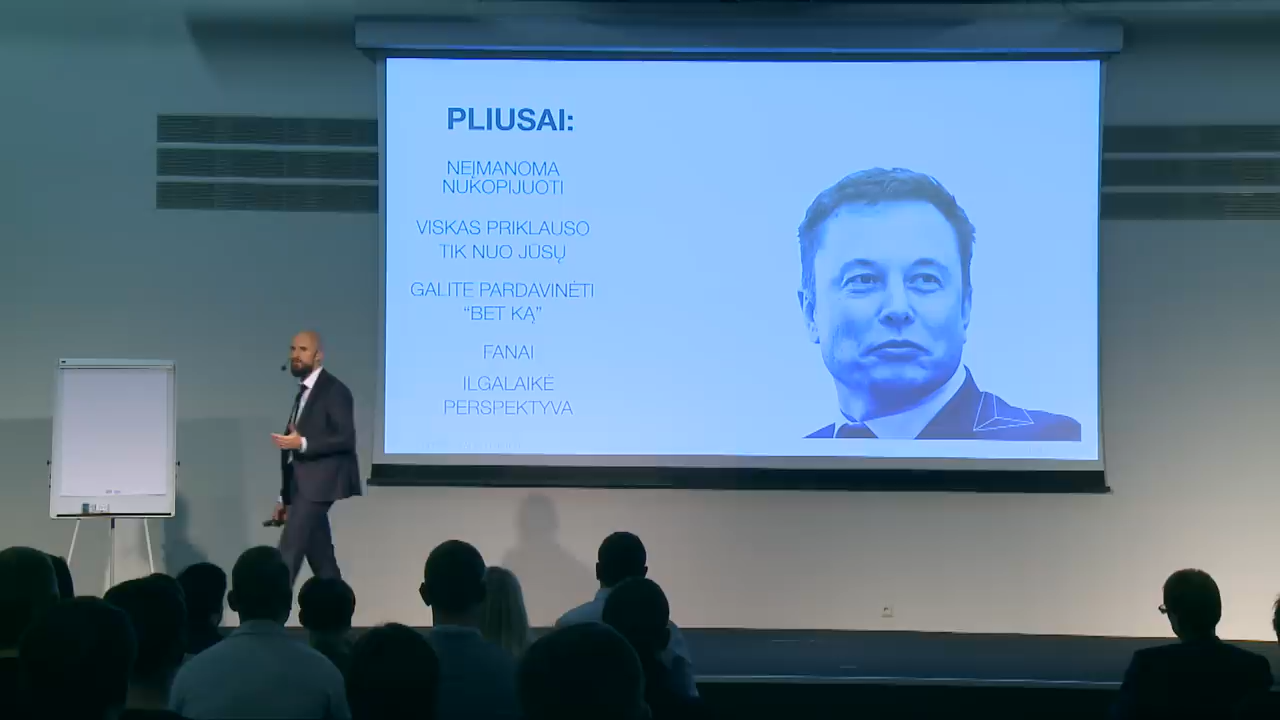 PLIUSAI:
NEĮMANOMA
NUKOPIJUOTI
VISKAS PRIKLAUSO
TIK NUO JŪSŲ
GALITE PARDAVINĖTI
“BET KĄ”
FANAI
ILGALAIKĖ
PERSPEKTYVA